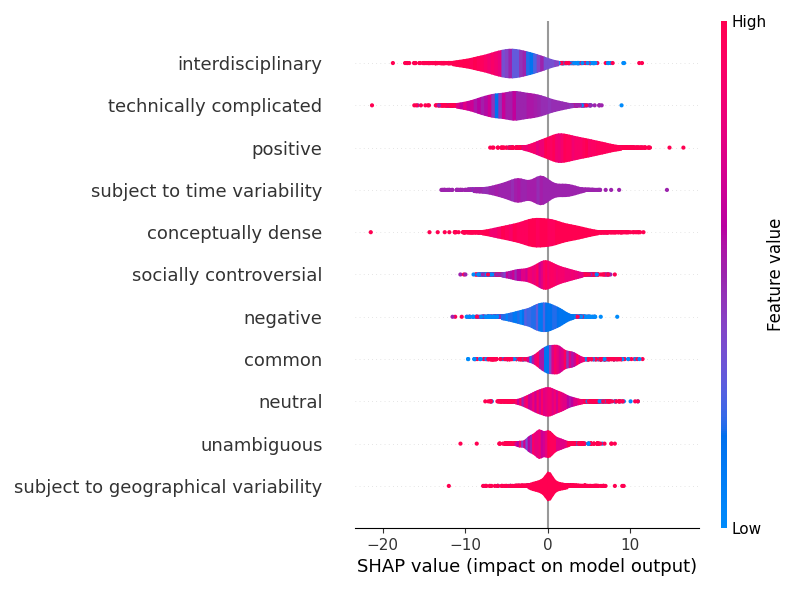 High
interdisciplinary
technically complicated
positive
subject to time variability
conceptually dense
socially controversial
negative
common
neutral
unambiguous
subject to geographical variability
Low
Feature value
−20 −10 0 10
SHAP value (impact on model output)